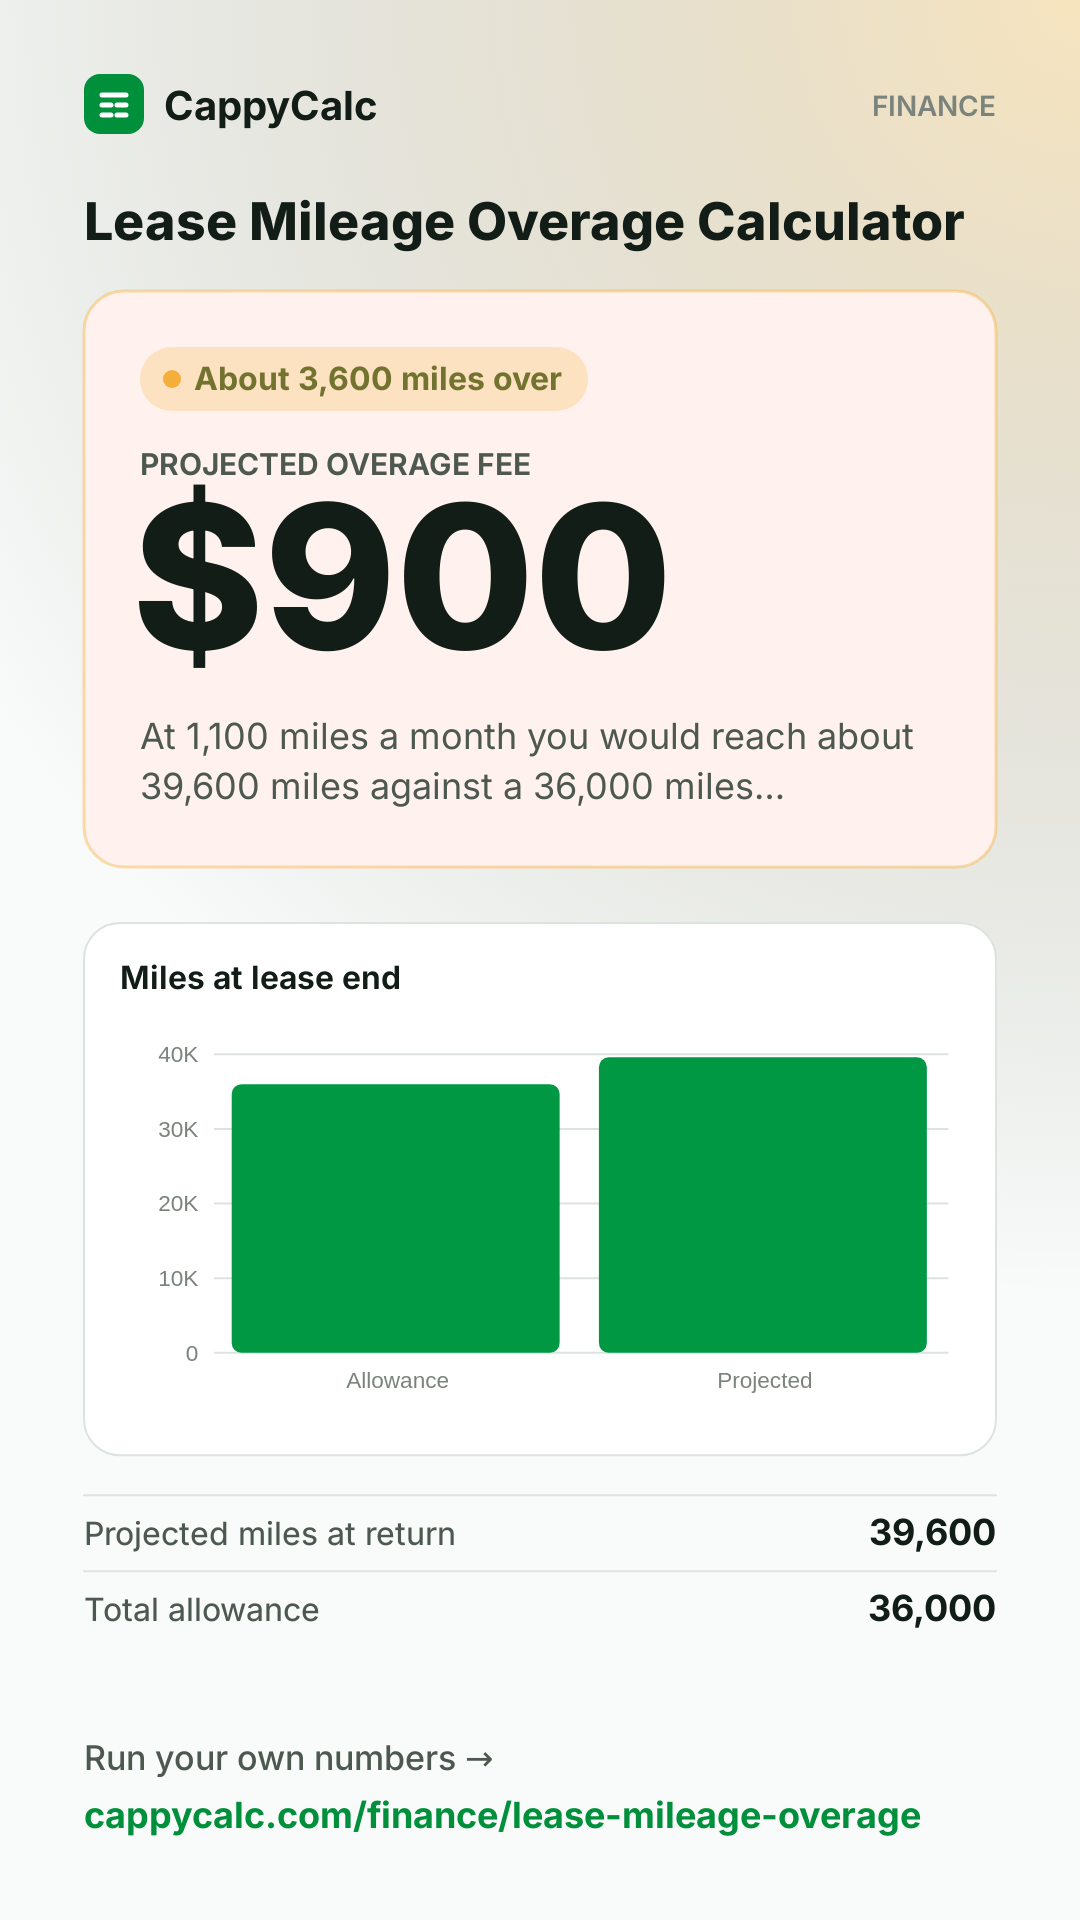 CappyCalc
FINANCE
Lease Mileage Overage Calculator
About 3,600 miles over
PROJECTED OVERAGE FEE
$900
At 1,100 miles a month you would reach about
39,600 miles against a 36,000 miles...
Miles at lease end
40K
30K
20K
10K
0
Allowance
Projected
Projected miles at return
39,600
Total allowance
36,000
Run your own numbers →
cappycalc.com/finance/lease-mileage-overage